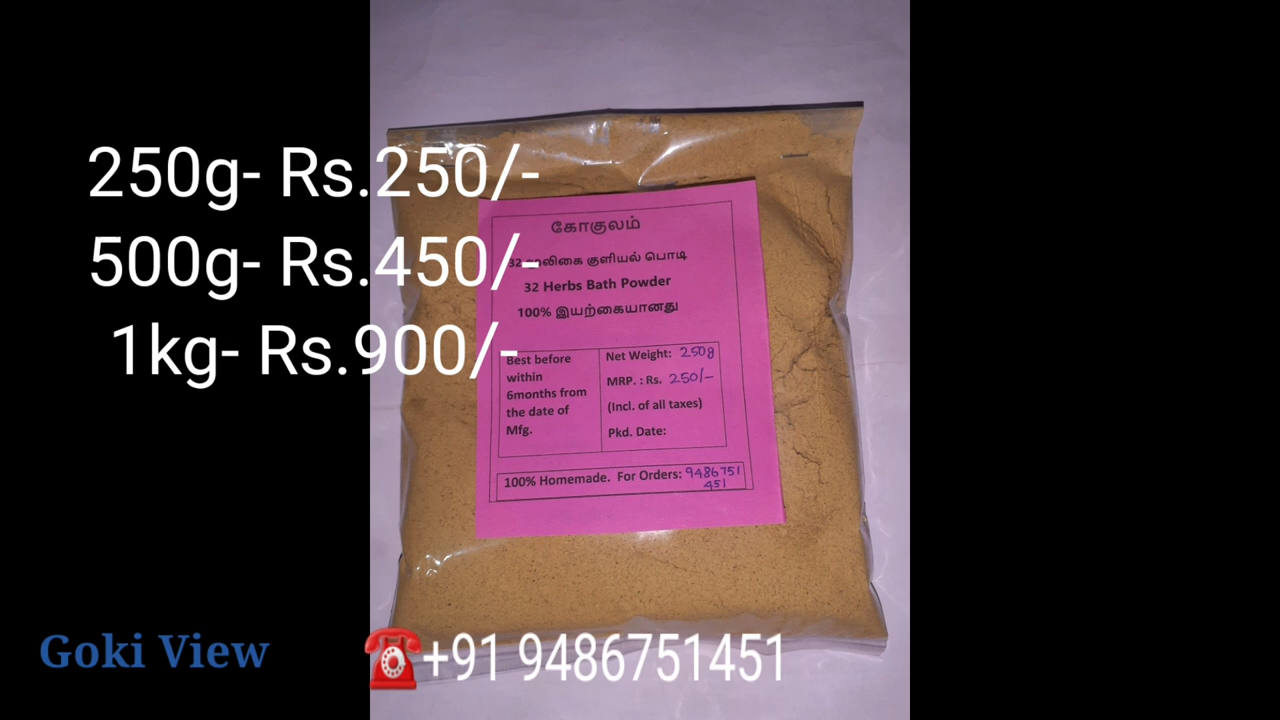 250g- Rs.250/-
500g- Rs.450/-
1kg- Rs.900/-
கோகுலம்
32 குளியல் பொடி
32 Herbs Bath Powder
100% இயற்கையானது
Best before
within
6months from
the date of
Mfg.
Net Weight: 250g
MRP. : Rs. 250/-
(Incl. of all taxes)
Pkd. Date:
100% Homemade. For Orders: 9486751
451
Goki View
☎+91 9486751451